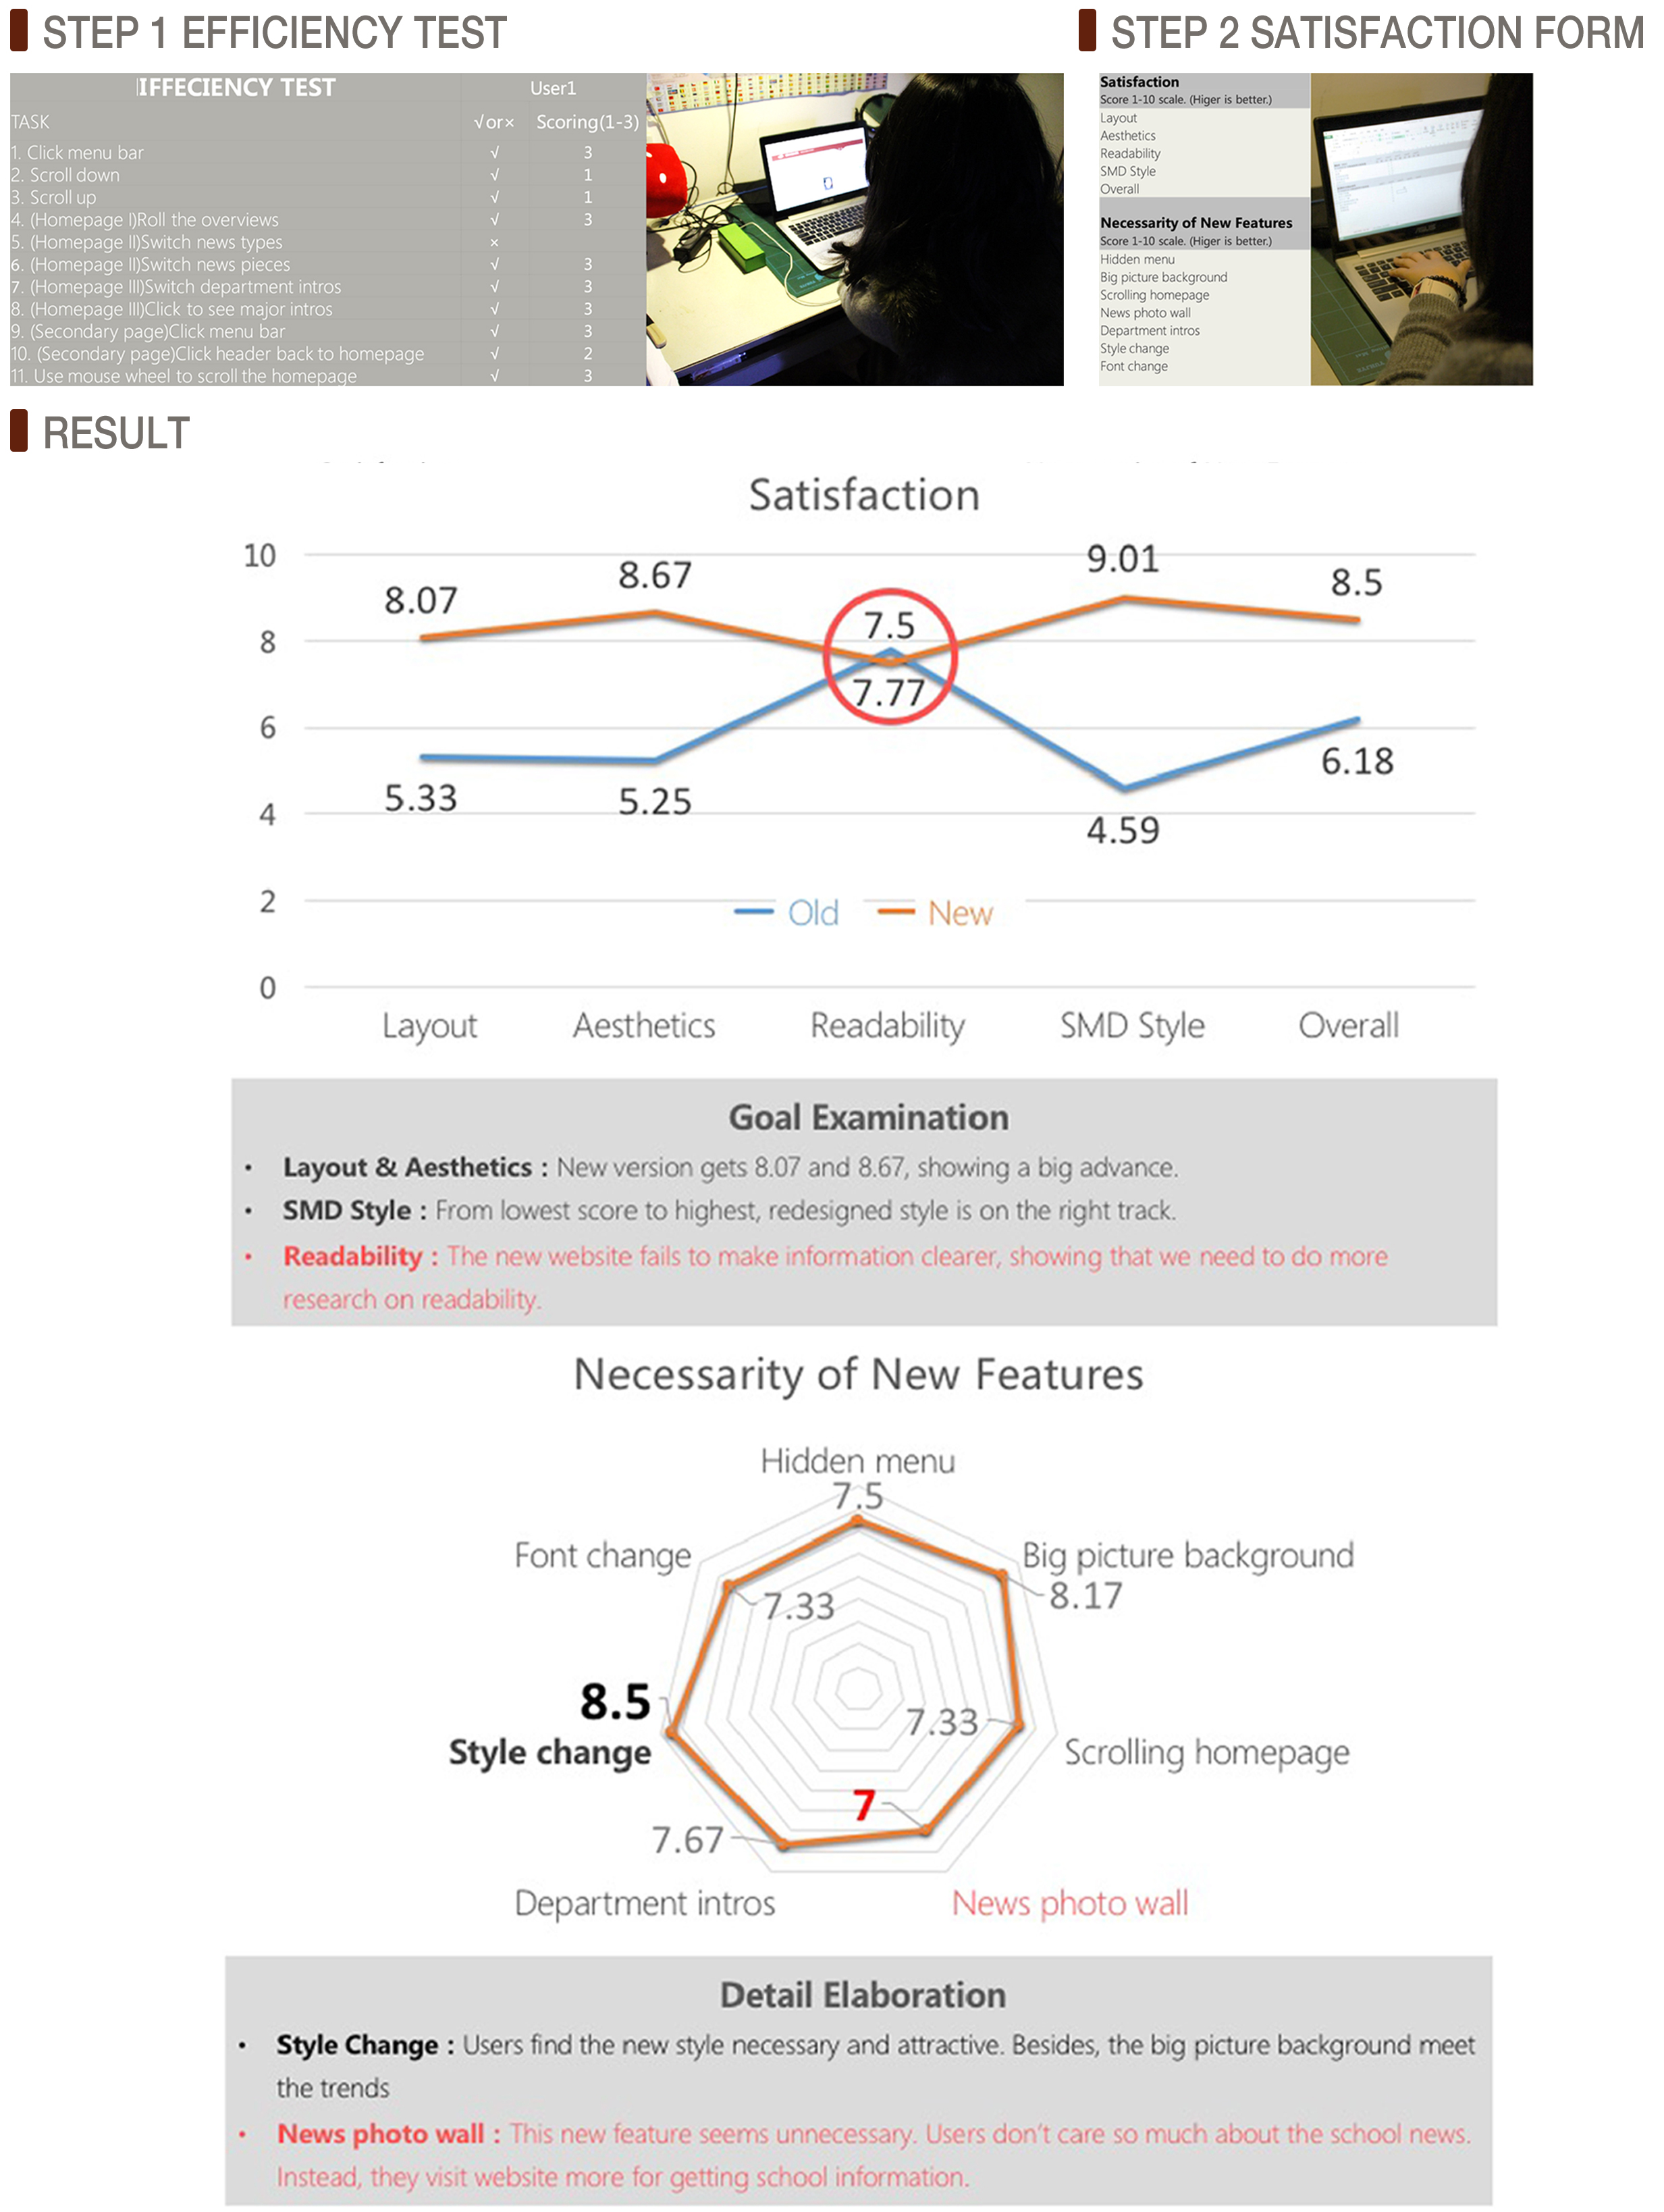 STEP 1 EFFICIENCY TEST
STEP 2 SATISFACTION FORM
IFFECIENCY TEST User1
TASK √or× Scoring(1-3)
1. Click menu bar √ 3
2. Scroll down √ 1
3. Scroll up √ 1
4. (Homepage I)Roll the overviews √ 3
5. (Homepage II)Switch news types ×
6. (Homepage II)Switch news pieces √ 3
7. (Homepage III)Switch department intros √ 3
8. (Homepage III)Click to see major intros √ 3
9. (Secondary page)Click menu bar √ 3
10. (Secondary page)Click header back to homepage √ 2
11. Use mouse wheel to scroll the homepage √ 3
Satisfaction
Score 1-10 scale. (Higer is better.)
Layout
Aesthetics
Readability
SMD Style
Overall
Necessarity of New Features
Score 1-10 scale. (Higer is better.)
Hidden menu
Big picture background
Scrolling homepage
News photo wall
Department intros
Style change
Font change
RESULT
Satisfaction
10
8
6
4
2
0
8.07
8.67
7.5
9.01
8.5
5.33
5.25
7.77
4.59
6.18
Old New
Layout Aesthetics Readability SMD Style Overall
Goal Examination
• Layout & Aesthetics : New version gets 8.07 and 8.67, showing a big advance.
• SMD Style : From lowest score to highest, redesigned style is on the right track.
• Readability : The new website fails to make information clearer, showing that we need to do more
research on readability.
Necessarity of New Features
Hidden menu
7.5
Font change
7.33
Big picture background
8.17
8.5
Style change
7.33
Scrolling homepage
7
7.67
Department intros
News photo wall
Detail Elaboration
• Style Change : Users find the new style necessary and attractive. Besides, the big picture background meet
the trends
• News photo wall : This new feature seems unnecessary. Users don't care so much about the school news.
Instead, they visit website more for getting school information.